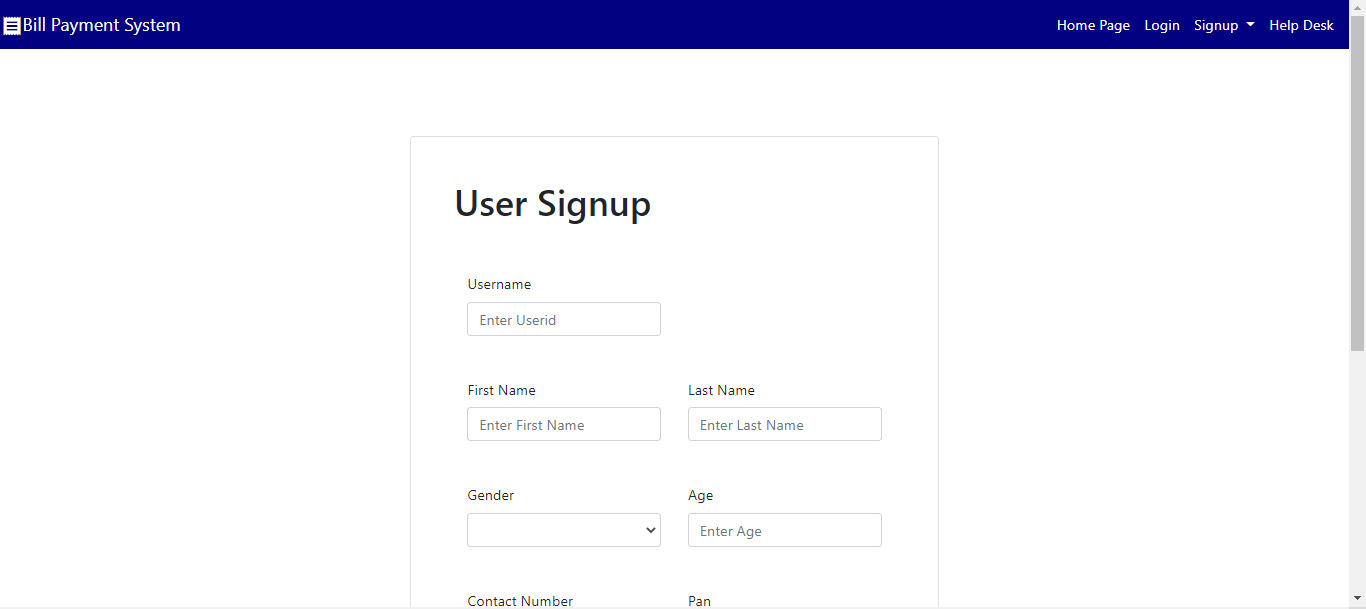 Bill Payment System Home Page Login Signup Help Desk
User Signup
Username
Enter Userid
First Name Last Name
Enter First Name Enter Last Name
Gender Age
Enter Age
Contact Number Pan